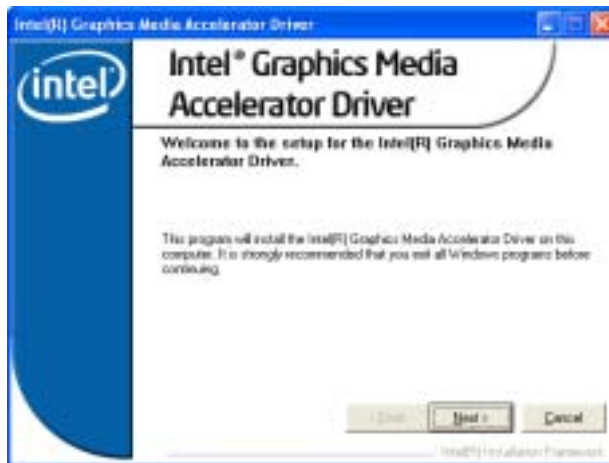 Intel(R) Graphics Media Accelerator Driver
intel
Intel® Graphics Media
Accelerator Driver
Welcome to the setup for the Intel(R) Graphics Media
Accelerator Driver.
This program will install the Intel(R) Graphics Media Accelerator Driver on this
computer. It is strongly recommended that you exit all Windows programs before
continuing.
< Back
Next >
Cancel
Intel(R) Installation Framework